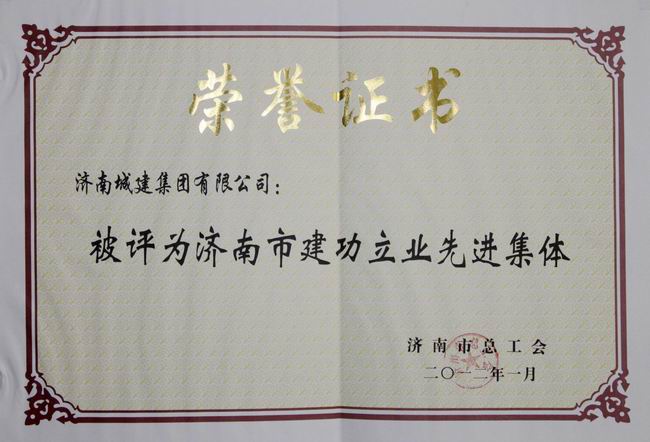 荣誉证书
济南城建集团有限公司：
被评为济南市建功立业先进集体
济南市总工会
二〇一二年一月